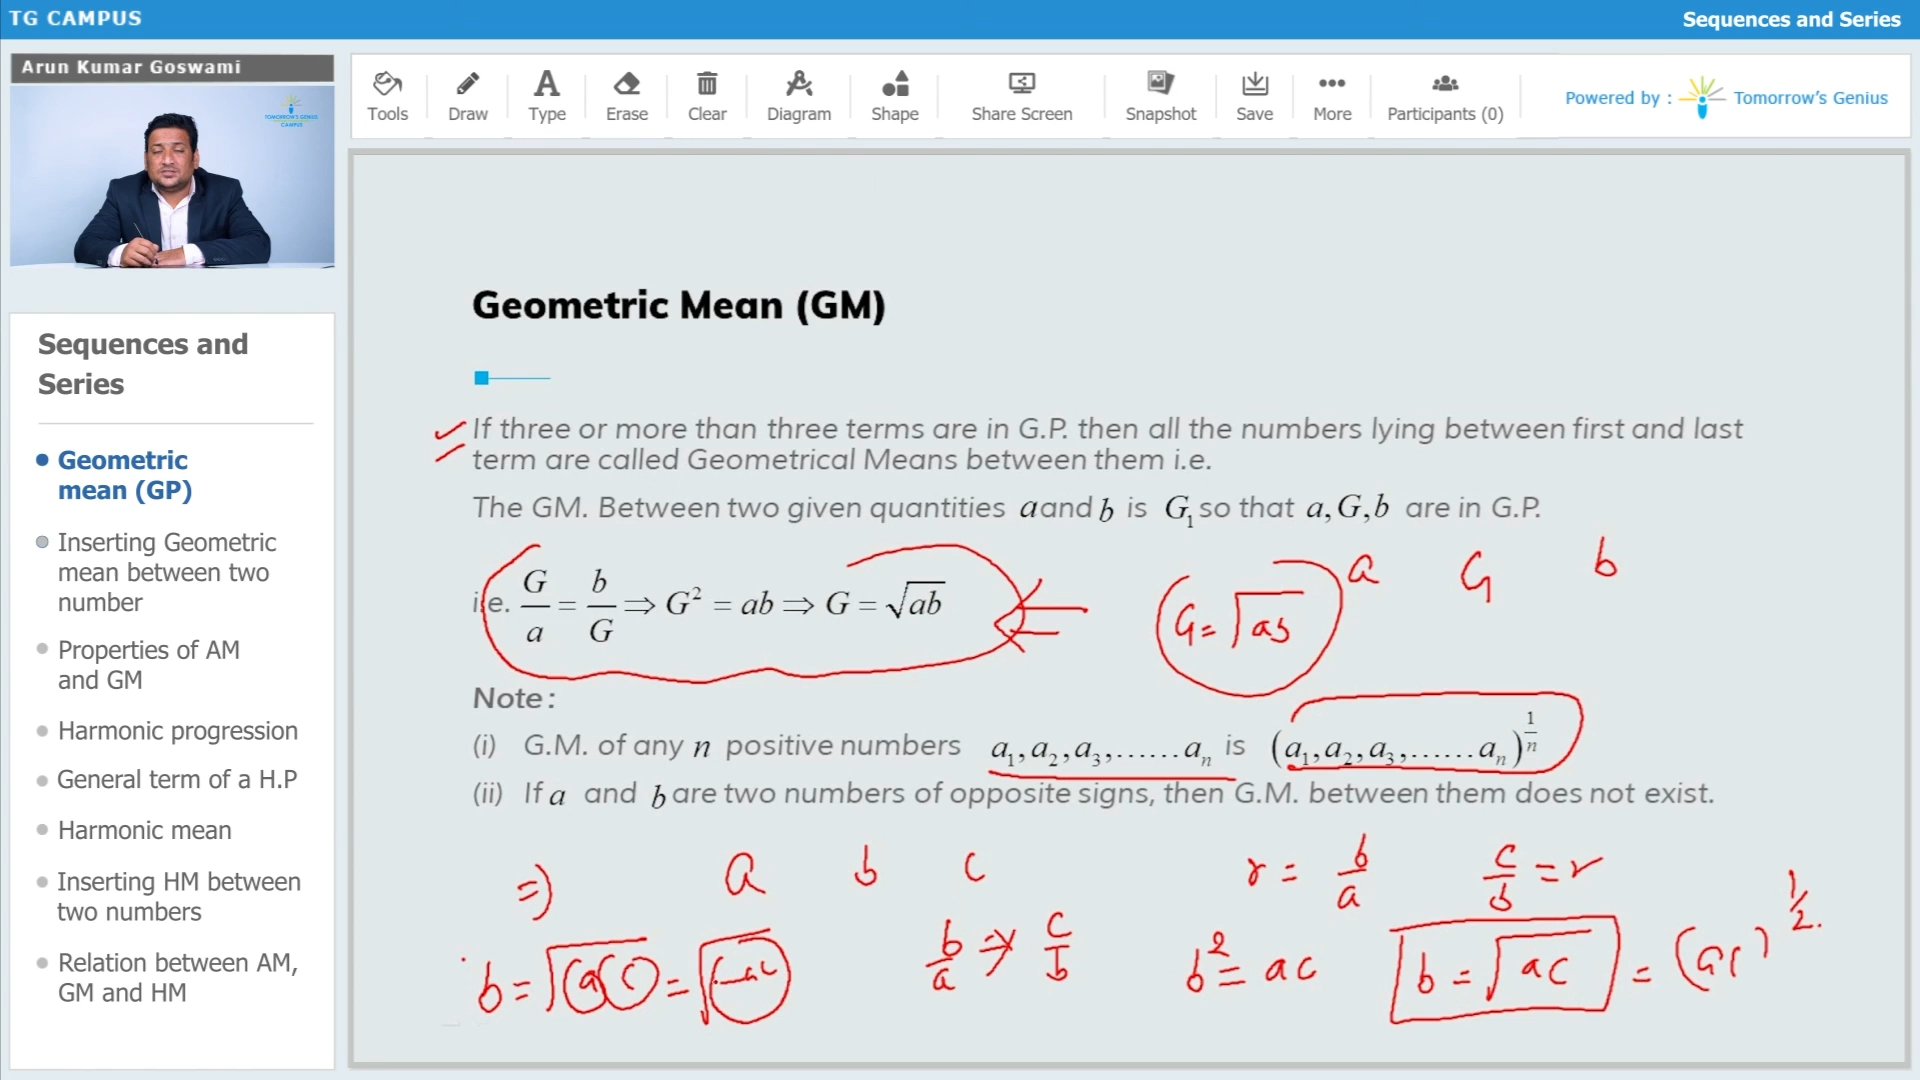 TG CAMPUS
Sequences and Series
Arun Kumar Goswami
TOMORROW'S GENIUS
CAMPUS
Tools Draw Type Erase Clear Diagram Shape Share Screen Snapshot Save More Participants (0)
Powered by : Tomorrow's Genius
Sequences and
Series
Geometric
mean (GP)
Inserting Geometric
mean between two
number
Properties of AM
and GM
Harmonic progression
General term of a H.P
Harmonic mean
Inserting HM between
two numbers
Relation between AM,
GM and HM
Geometric Mean (GM)
If three or more than three terms are in G.P. then all the numbers lying between first and last
term are called Geometrical Means between them i.e.
The GM. Between two given quantities a and b is G₁ so that a, G, b are in G.P.
a G b
i.e. G/a = b/G ⇒ G² = ab ⇒ G = √ab
G = √ab
Note:
(i) G.M. of any n positive numbers a₁, a₂, a₃, ...... aₙ is (a₁, a₂, a₃, ...... aₙ)^(1/n)
(ii) If a and b are two numbers of opposite signs, then G.M. between them does not exist.
⇒ a b c r = b/a c/b = r
b = √(a)(c) = √(-ac) b/a ⇒ c/b b² = ac b = √ac = (ac)^(1/2).